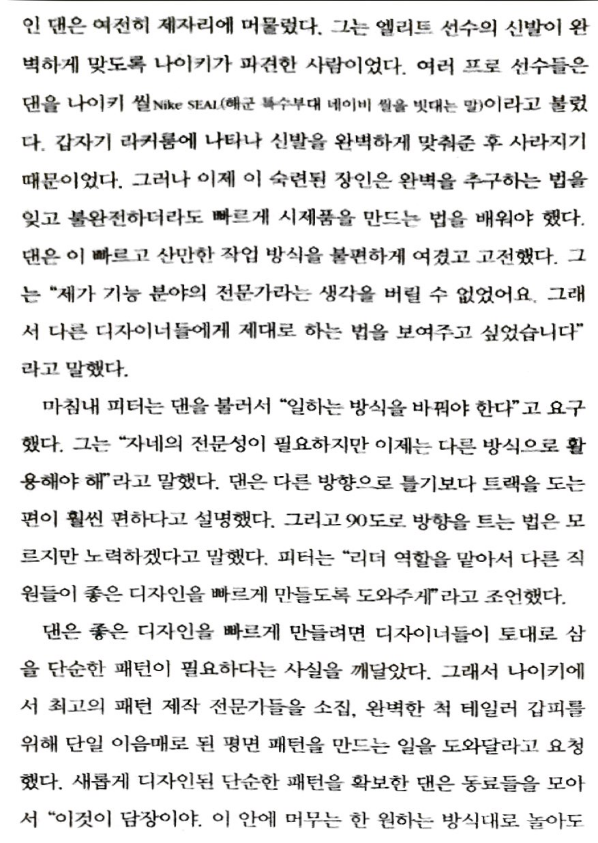 인 댄은 여전히 제자리에 머물렀다. 그는 엘리트 선수의 신발이 완
벽하게 맞도록 나이키가 파견한 사람이었다. 여러 프로 선수들은
댄을 나이키 씰Nike SEAL(해군 특수부대 네이비 씰을 빗대는 말)이라고 불렀
다. 갑자기 라커룸에 나타나 신발을 완벽하게 맞춰준 후 사라지기
때문이었다. 그러나 이제 이 숙련된 장인은 완벽을 추구하는 법을
잊고 불완전하더라도 빠르게 시제품을 만드는 법을 배워야 했다.
댄은 이 빠르고 산만한 작업 방식을 불편하게 여겼고 고전했다. 그
는 “제가 기능 분야의 전문가라는 생각을 버릴 수 없었어요. 그래
서 다른 디자이너들에게 제대로 하는 법을 보여주고 싶었습니다”
라고 말했다.
마침내 피터는 댄을 불러서 “일하는 방식을 바꿔야 한다”고 요구
했다. 그는 “자네의 전문성이 필요하지만 이제는 다른 방식으로 활
용해야 해”라고 말했다. 댄은 다른 방향으로 틀기보다 트랙을 도는
편이 훨씬 편하다고 설명했다. 그리고 90도로 방향을 트는 법은 모
르지만 노력하겠다고 말했다. 피터는 “리더 역할을 맡아서 다른 직
원들이 좋은 디자인을 빠르게 만들도록 도와주게”라고 조언했다.
댄은 좋은 디자인을 빠르게 만들려면 디자이너들이 토대로 삼
을 단순한 패턴이 필요하다는 사실을 깨달았다. 그래서 나이키에
서 최고의 패턴 제작 전문가들을 소집, 완벽한 척 테일러 갑피를
위해 단일 이음매로 된 평면 패턴을 만드는 일을 도와달라고 요청
했다. 새롭게 디자인된 단순한 패턴을 확보한 댄은 동료들을 모아
서 “이것이 담장이야. 이 안에 머무는 한 원하는 방식대로 놀아도